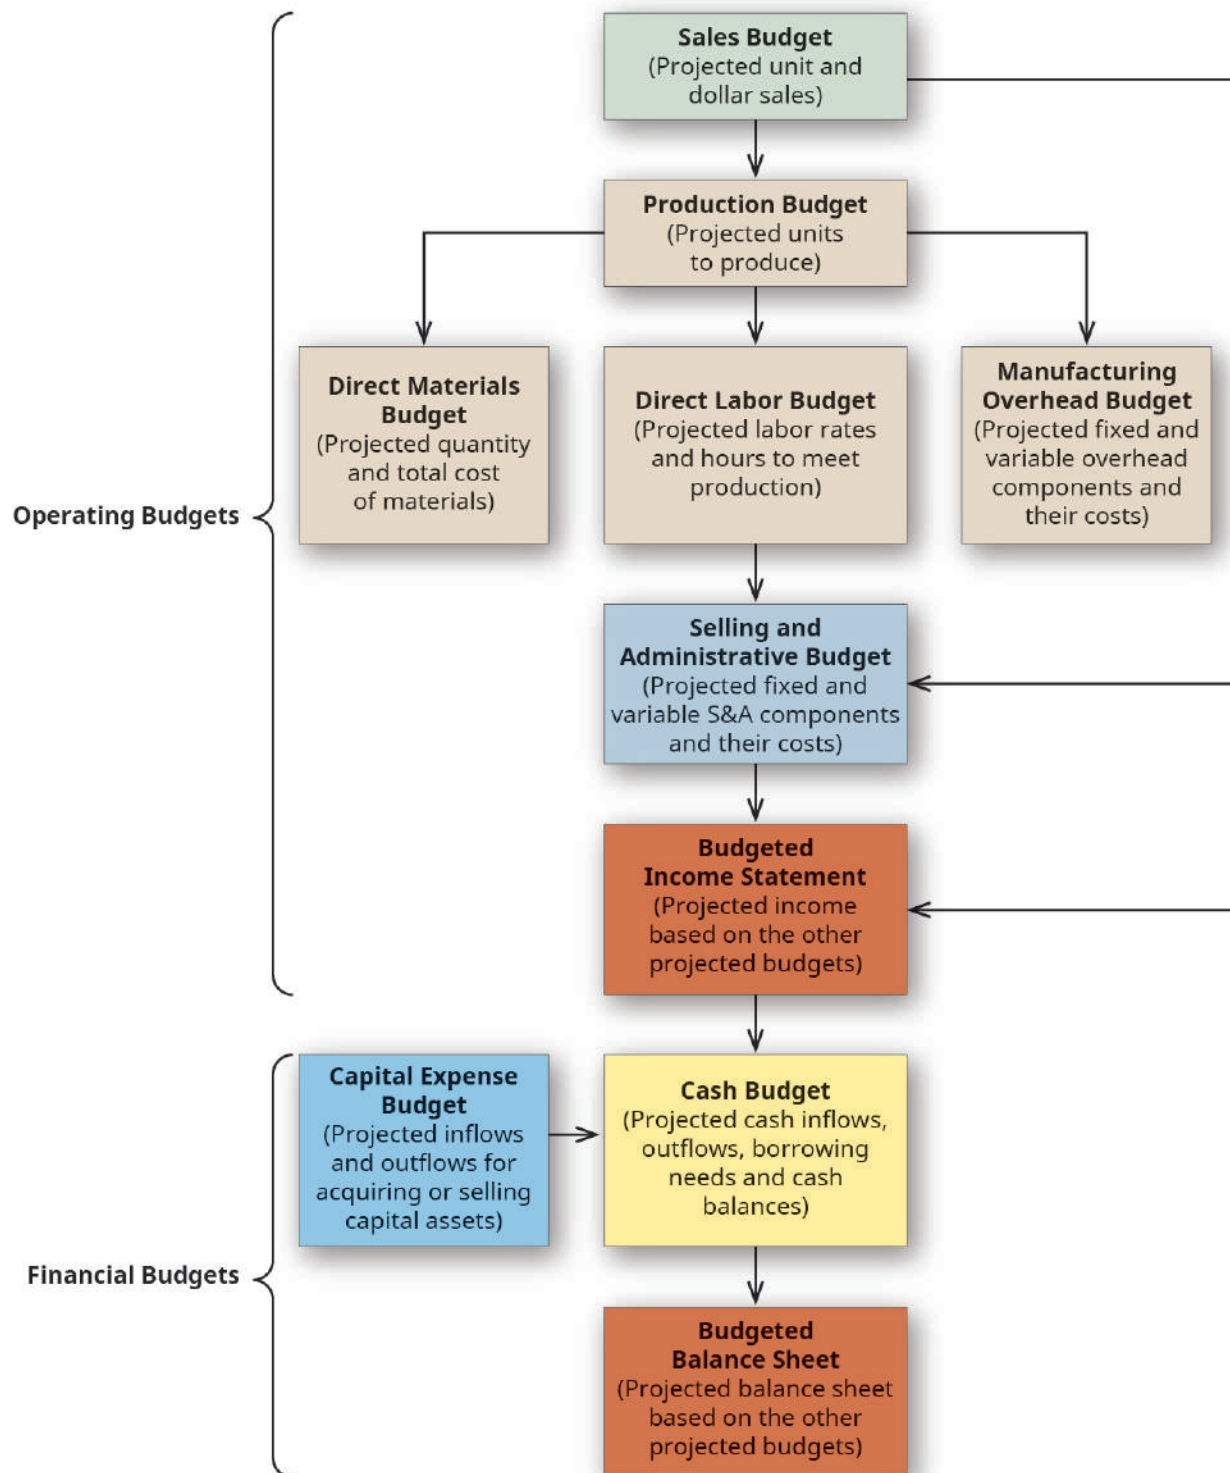 Sales Budget
(Projected unit and
dollar sales)
Production Budget
(Projected units
to produce)
Direct Materials
Budget
(Projected quantity
and total cost
of materials)
Direct Labor Budget
(Projected labor rates
and hours to meet
production)
Manufacturing
Overhead Budget
(Projected fixed and
variable overhead
components and
their costs)
Operating Budgets
Selling and
Administrative Budget
(Projected fixed and
variable S&A components
and their costs)
Budgeted
Income Statement
(Projected income
based on the other
projected budgets)
Capital Expense
Budget
(Projected inflows
and outflows for
acquiring or selling
capital assets)
Cash Budget
(Projected cash inflows,
outflows, borrowing
needs and cash
balances)
Financial Budgets
Budgeted
Balance Sheet
(Projected balance sheet
based on the other
projected budgets)